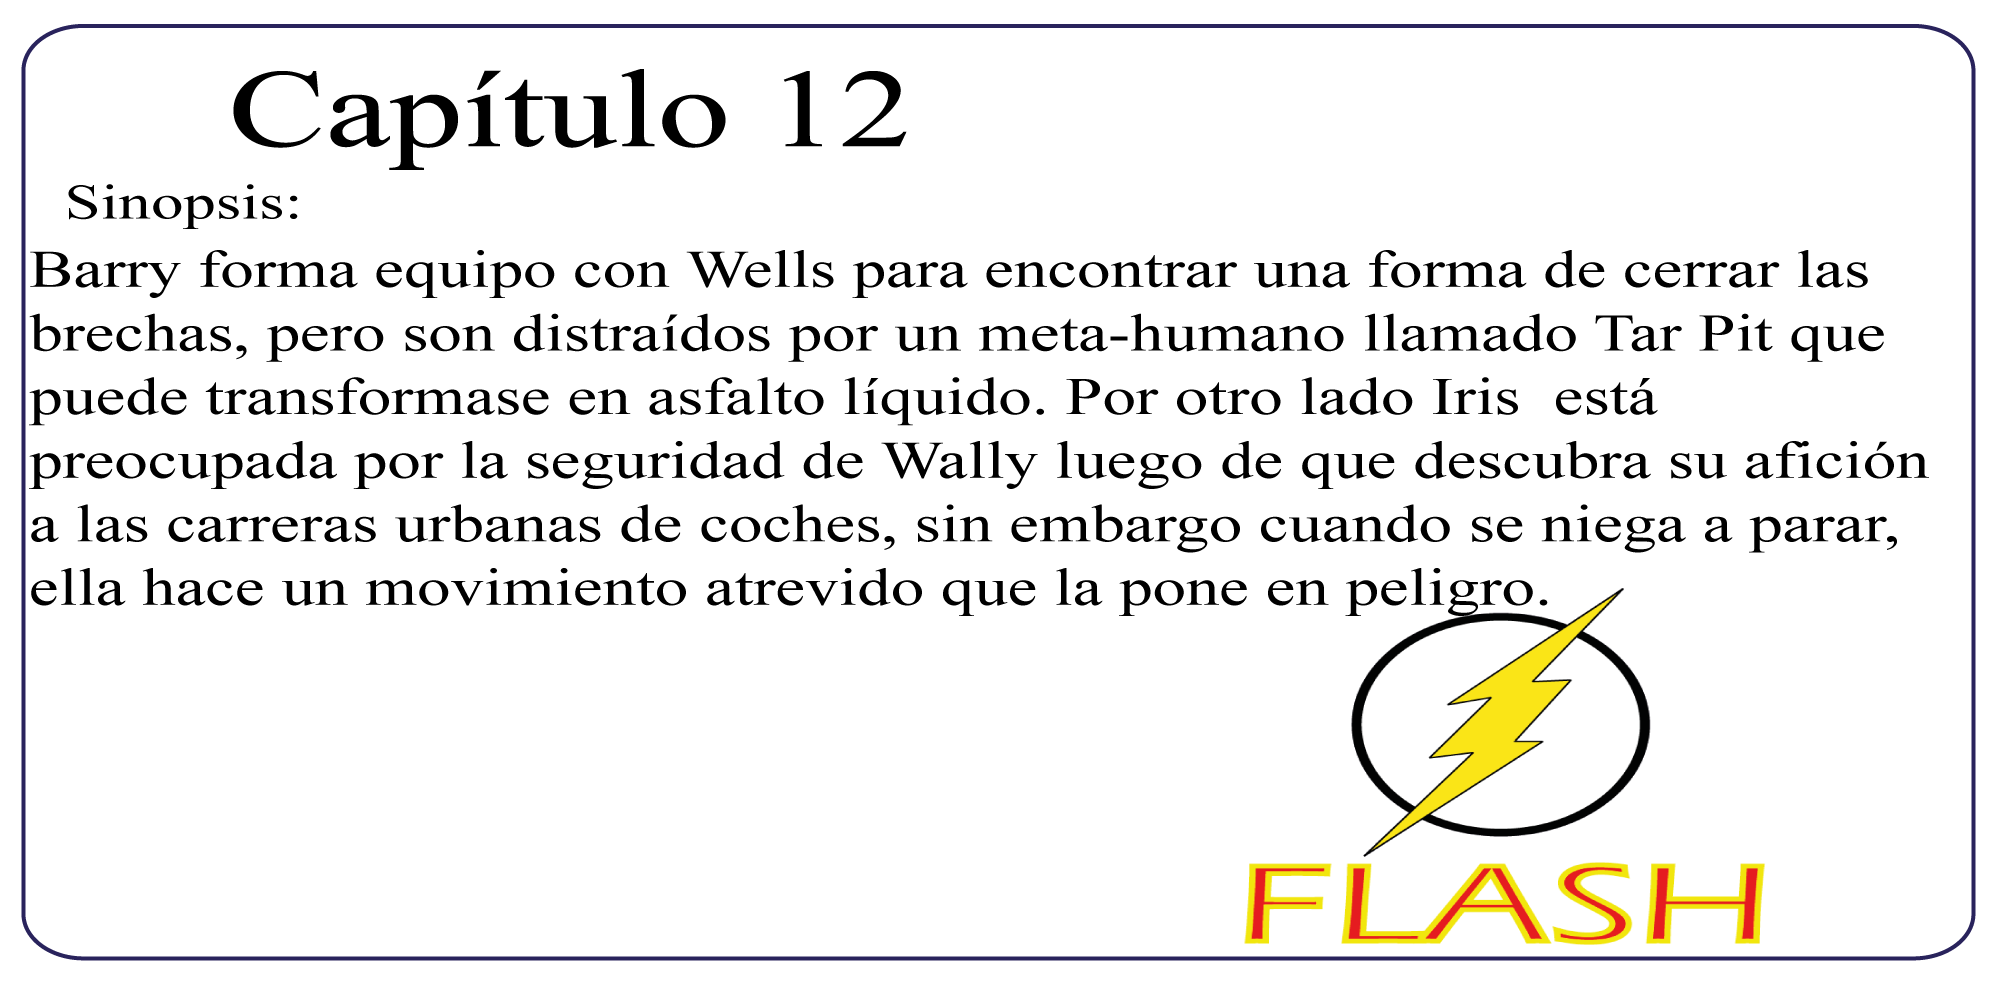 Capítulo 12
Sinopsis:
Barry forma equipo con Wells para encontrar una forma de cerrar las
brechas, pero son distraídos por un meta-humano llamado Tar Pit que
puede transformase en asfalto líquido. Por otro lado Iris  está
preocupada por la seguridad de Wally luego de que descubra su afición
a las carreras urbanas de coches, sin embargo cuando se niega a parar,
ella hace un movimiento atrevido que la pone en peligro.
FLASH